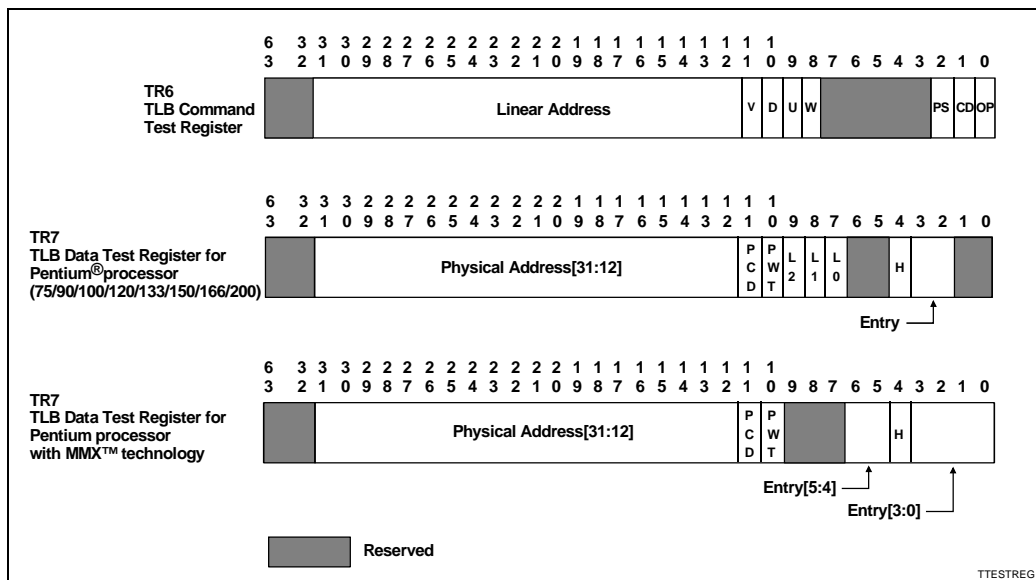 6 3 3 3 2 2 2 2 2 2 2 2 2 2 1 1 1 1 1 1 1 1 1 1
3 2 1 0 9 8 7 6 5 4 3 2 1 0 9 8 7 6 5 4 3 2 1 0 9 8 7 6 5 4 3 2 1 0
TR6
TLB Command
Test Register
Linear Address
V D U W PS CD OP
6 3 3 3 2 2 2 2 2 2 2 2 2 2 1 1 1 1 1 1 1 1 1 1
3 2 1 0 9 8 7 6 5 4 3 2 1 0 9 8 7 6 5 4 3 2 1 0 9 8 7 6 5 4 3 2 1 0
TR7
TLB Data Test Register for
Pentium® processor
(75/90/100/120/133/150/166/200)
Physical Address[31:12]
PCD PWT L2 L1 L0 H
Entry
6 3 3 3 2 2 2 2 2 2 2 2 2 2 1 1 1 1 1 1 1 1 1 1
3 2 1 0 9 8 7 6 5 4 3 2 1 0 9 8 7 6 5 4 3 2 1 0 9 8 7 6 5 4 3 2 1 0
TR7
TLB Data Test Register for
Pentium processor
with MMX™ technology
Physical Address[31:12]
PCD PWT H
Entry[5:4]
Entry[3:0]
Reserved
TTESTREG